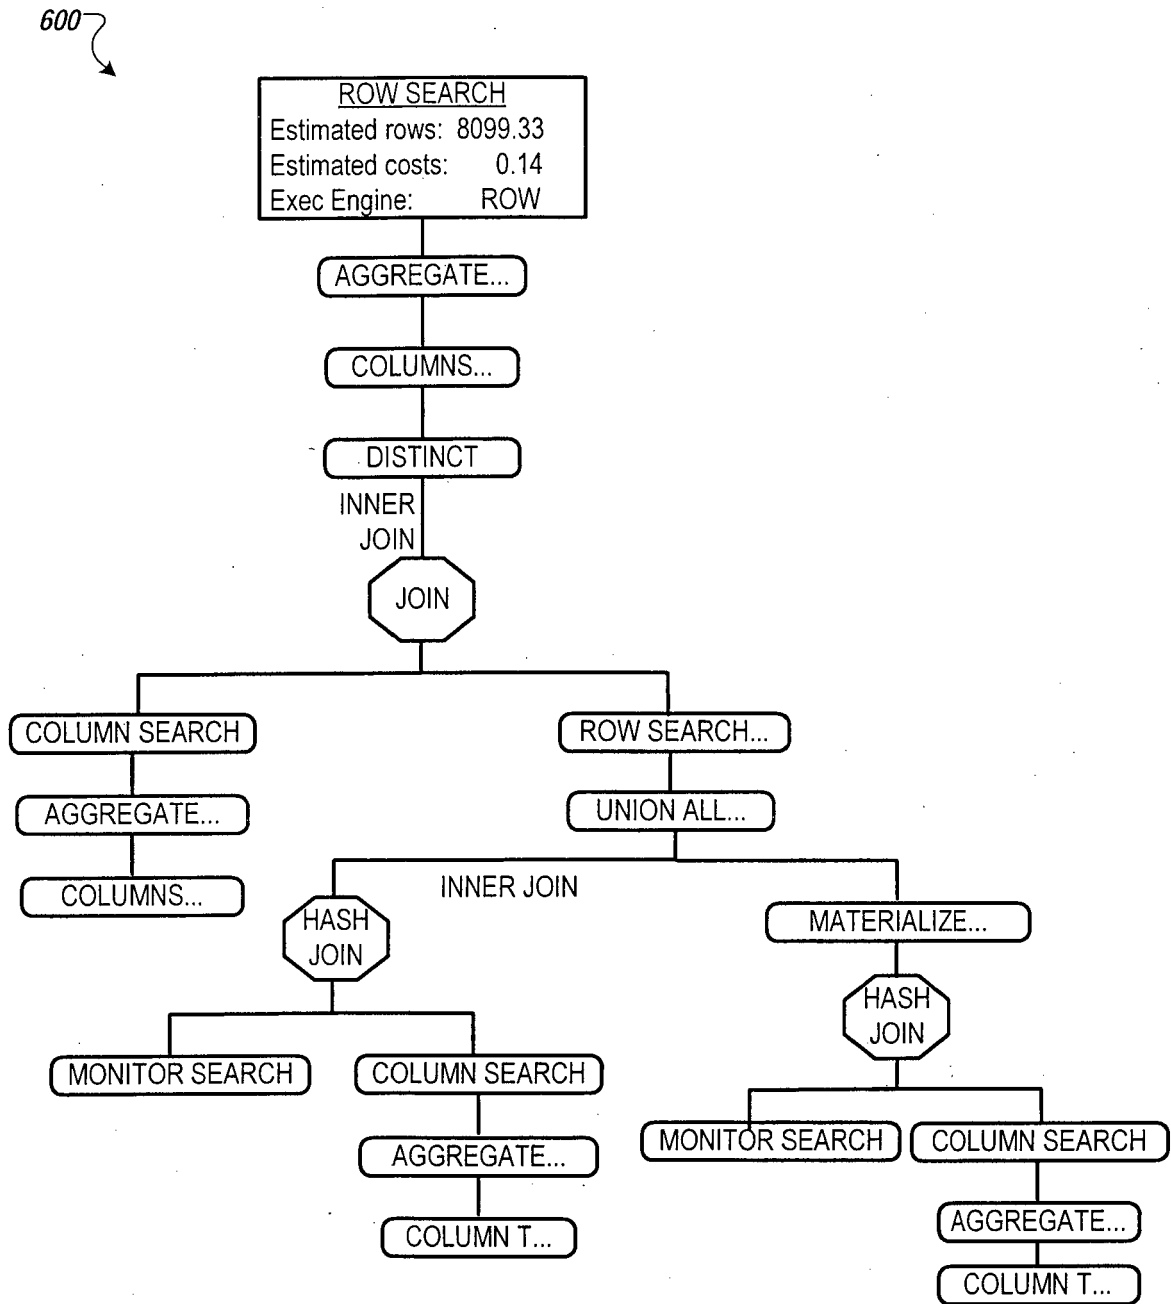 600
ROW SEARCH
Estimated rows: 8099.33
Estimated costs: 0.14
Exec Engine: ROW
AGGREGATE...
COLUMNS...
DISTINCT
INNER
JOIN
JOIN
COLUMN SEARCH
ROW SEARCH...
AGGREGATE...
UNION ALL...
COLUMNS...
INNER JOIN
HASH
JOIN
MATERIALIZE...
HASH
JOIN
MONITOR SEARCH
COLUMN SEARCH
MONITOR SEARCH
COLUMN SEARCH
AGGREGATE...
AGGREGATE...
COLUMN T...
COLUMN T...